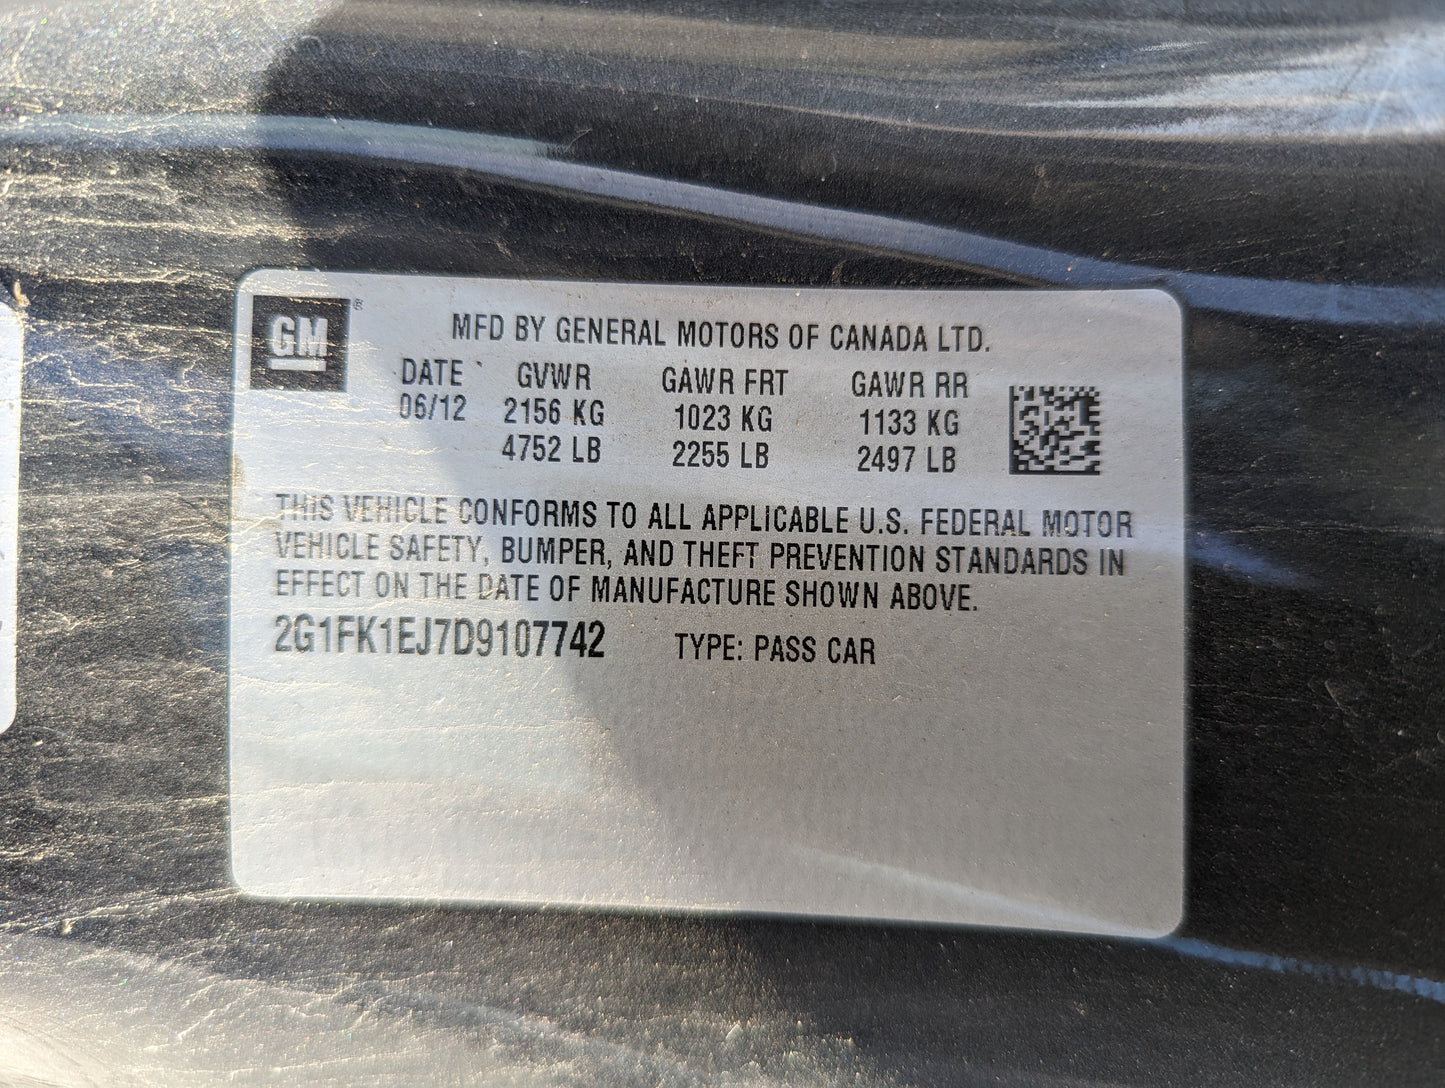 GM ®
MFD BY GENERAL MOTORS OF CANADA LTD.
DATE GVWR GAWR FRT GAWR RR
06/12 2156 KG 1023 KG 1133 KG
4752 LB 2255 LB 2497 LB
THIS VEHICLE CONFORMS TO ALL APPLICABLE U.S. FEDERAL MOTOR
VEHICLE SAFETY, BUMPER, AND THEFT PREVENTION STANDARDS IN
EFFECT ON THE DATE OF MANUFACTURE SHOWN ABOVE.
2G1FK1EJ7D9107742 TYPE: PASS CAR